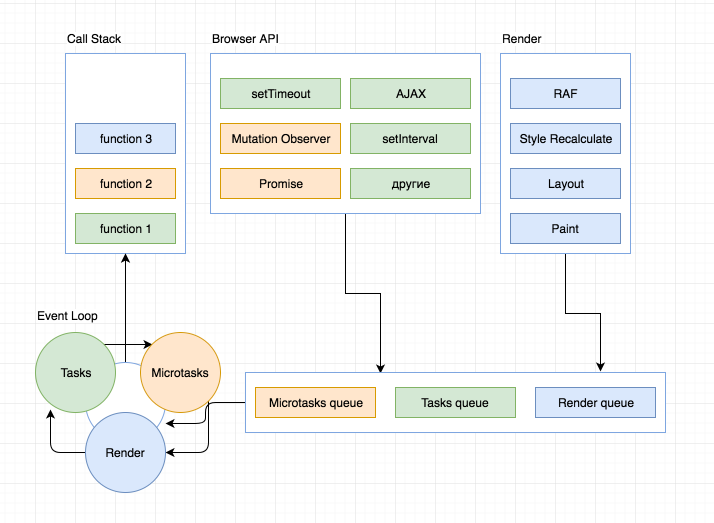 Call Stack
Browser API
Render
setTimeout
AJAX
RAF
function 3
Mutation Observer
setInterval
Style Recalculate
function 2
Promise
другие
Layout
function 1
Paint
Event Loop
Tasks
Microtasks
Microtasks queue
Tasks queue
Render queue
Render